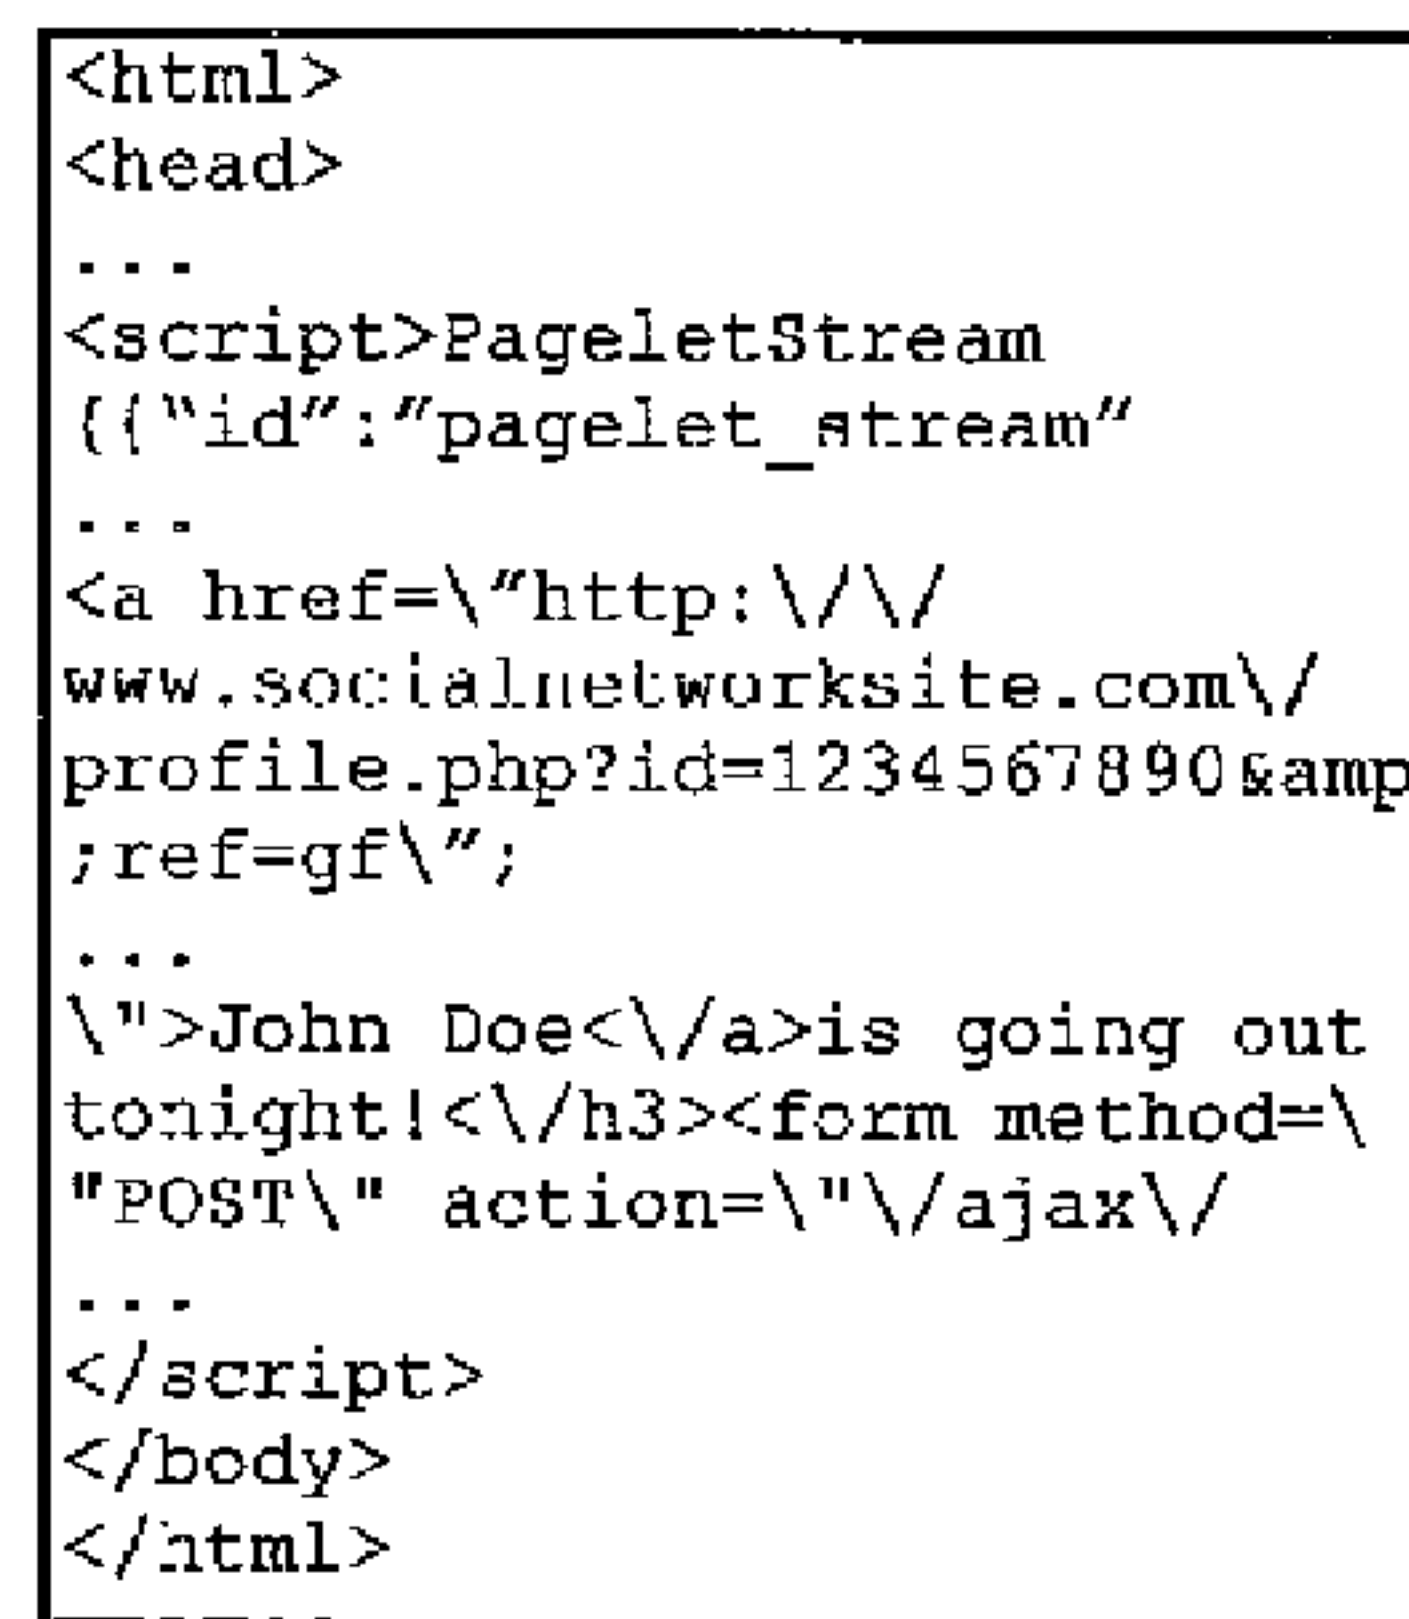 <html>
<head>
...
<script>PageletStream
{{“id”:”pagelet_stream”
...
<a href=\”http:\/\/
www.socialnetworksite.com\/
profile.php?id=1234567890&amp
;ref=gf\”;
...
\">John Doe<\/a>is going out
tonight!<\/h3><form method=\
"POST\" action=\"\/ajax\/
...
</script>
</body>
</html>